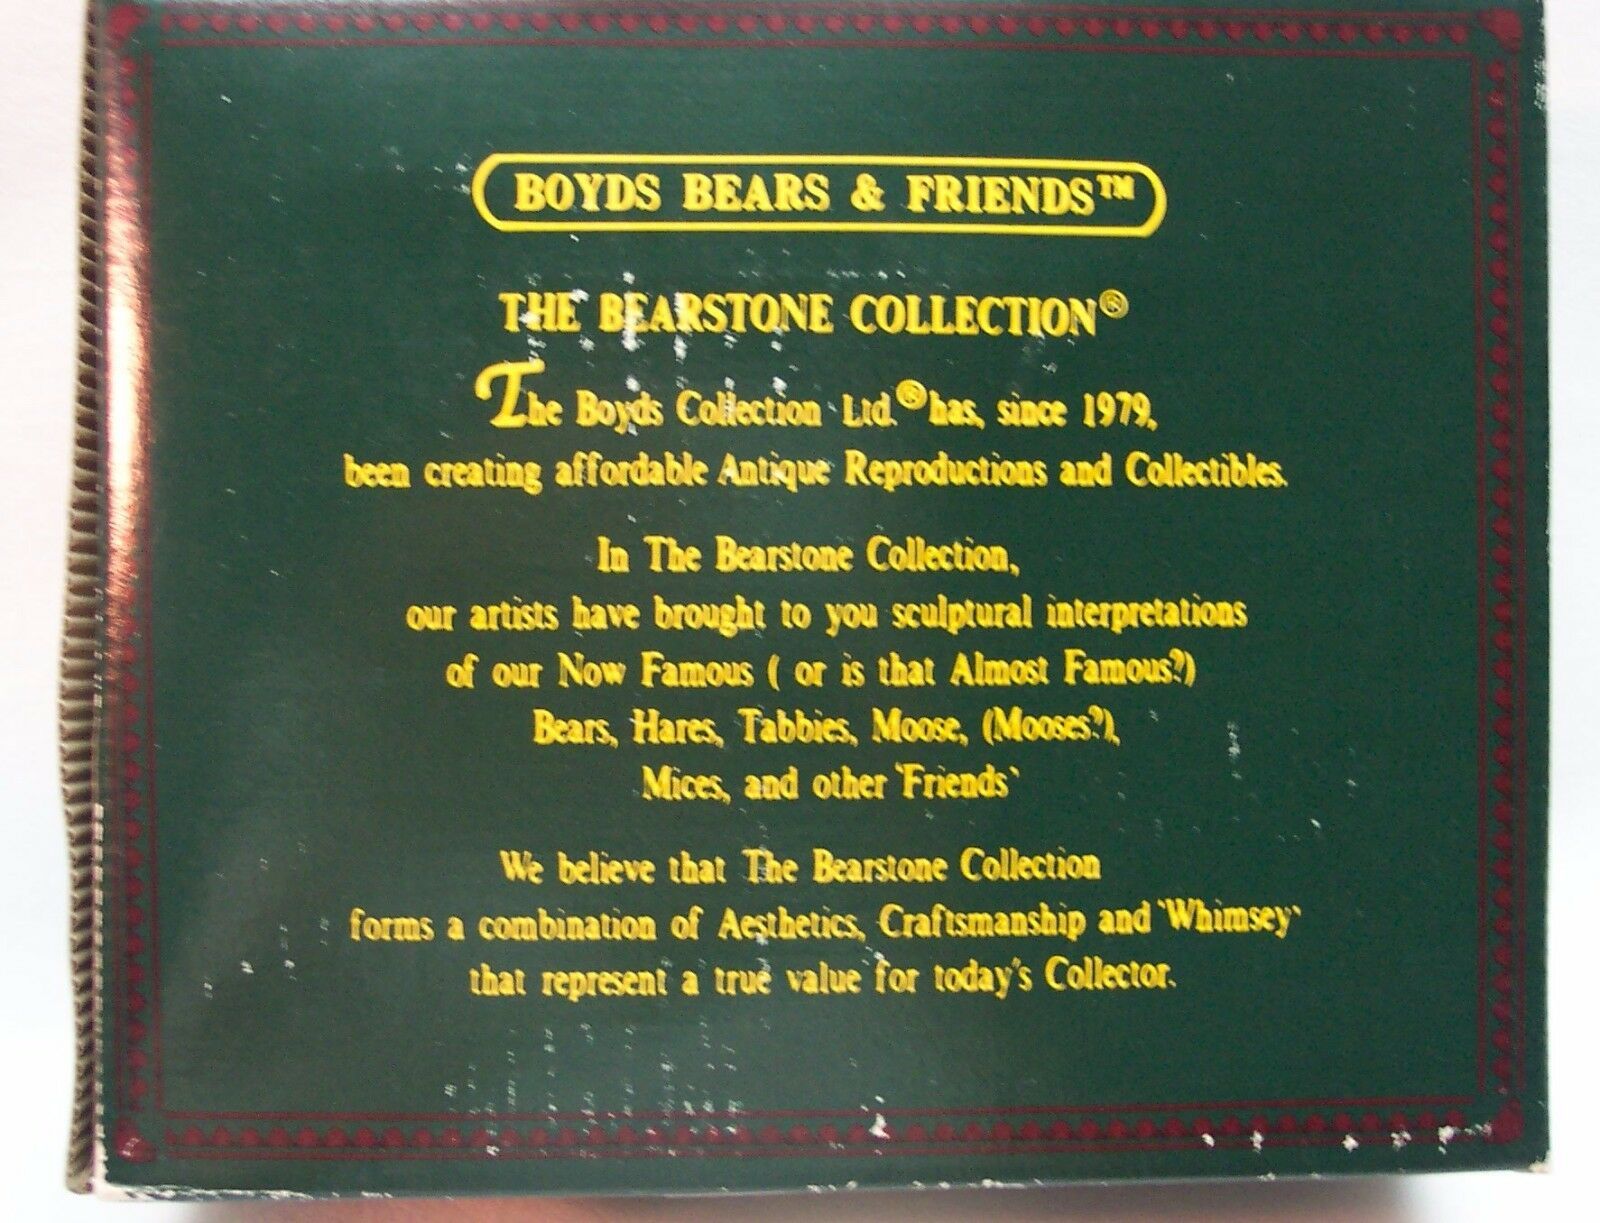 BOYDS BEARS & FRIENDS™
THE BEARSTONE COLLECTION®
The Boyds Collection Ltd.® has, since 1979,
been creating affordable Antique Reproductions and Collectibles.
In The Bearstone Collection,
our artists have brought to you sculptural interpretations
of our Now Famous ( or is that Almost Famous?)
Bears, Hares, Tabbies, Moose, (Mooses?),
Mices, and other 'Friends'
We believe that The Bearstone Collection
forms a combination of Aesthetics, Craftsmanship and 'Whimsey'
that represent a true value for today's Collector.